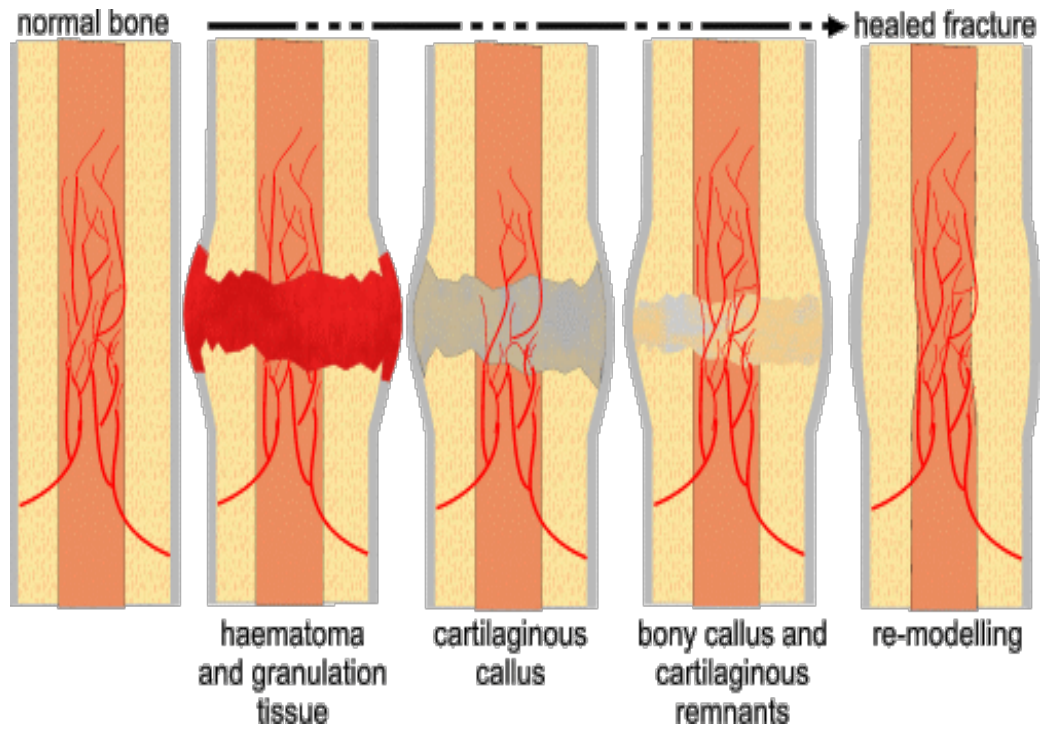 normal bone
healed fracture
haematoma
and granulation
tissue
cartilaginous
callus
bony callus and
cartilaginous
remnants
re-modelling